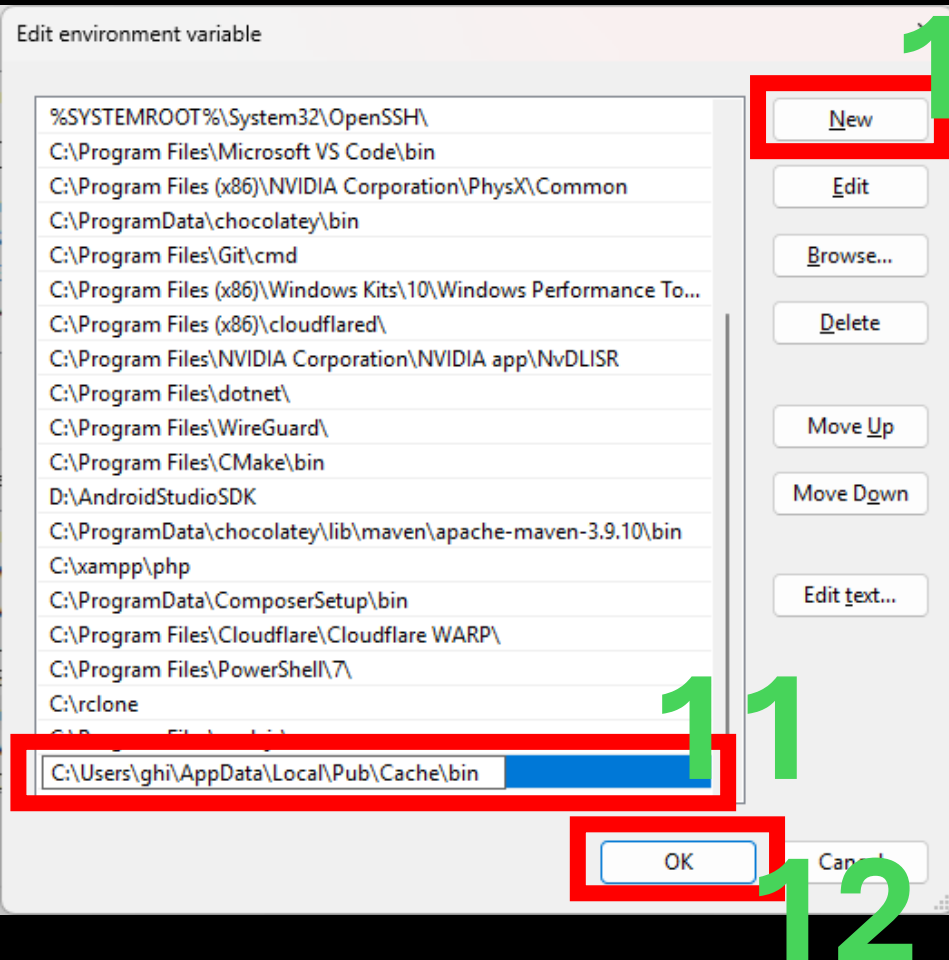 Edit environment variable
1
%SYSTEMROOT%\System32\OpenSSH\
New
C:\Program Files\Microsoft VS Code\bin
C:\Program Files (x86)\NVIDIA Corporation\PhysX\Common
Edit
C:\ProgramData\chocolatey\bin
C:\Program Files\Git\cmd
Browse...
C:\Program Files (x86)\Windows Kits\10\Windows Performance To...
C:\Program Files (x86)\cloudflared\
Delete
C:\Program Files\NVIDIA Corporation\NVIDIA app\NvDLISR
C:\Program Files\dotnet\
C:\Program Files\WireGuard\
Move Up
C:\Program Files\CMake\bin
D:\AndroidStudioSDK
Move Down
C:\ProgramData\chocolatey\lib\maven\apache-maven-3.9.10\bin
C:\xampp\php
C:\ProgramData\ComposerSetup\bin
Edit text...
C:\Program Files\Cloudflare\Cloudflare WARP\
C:\Program Files\PowerShell\7\
C:\rclone
11
C:\Users\ghi\AppData\Local\Pub\Cache\bin
OK
Cancel
12